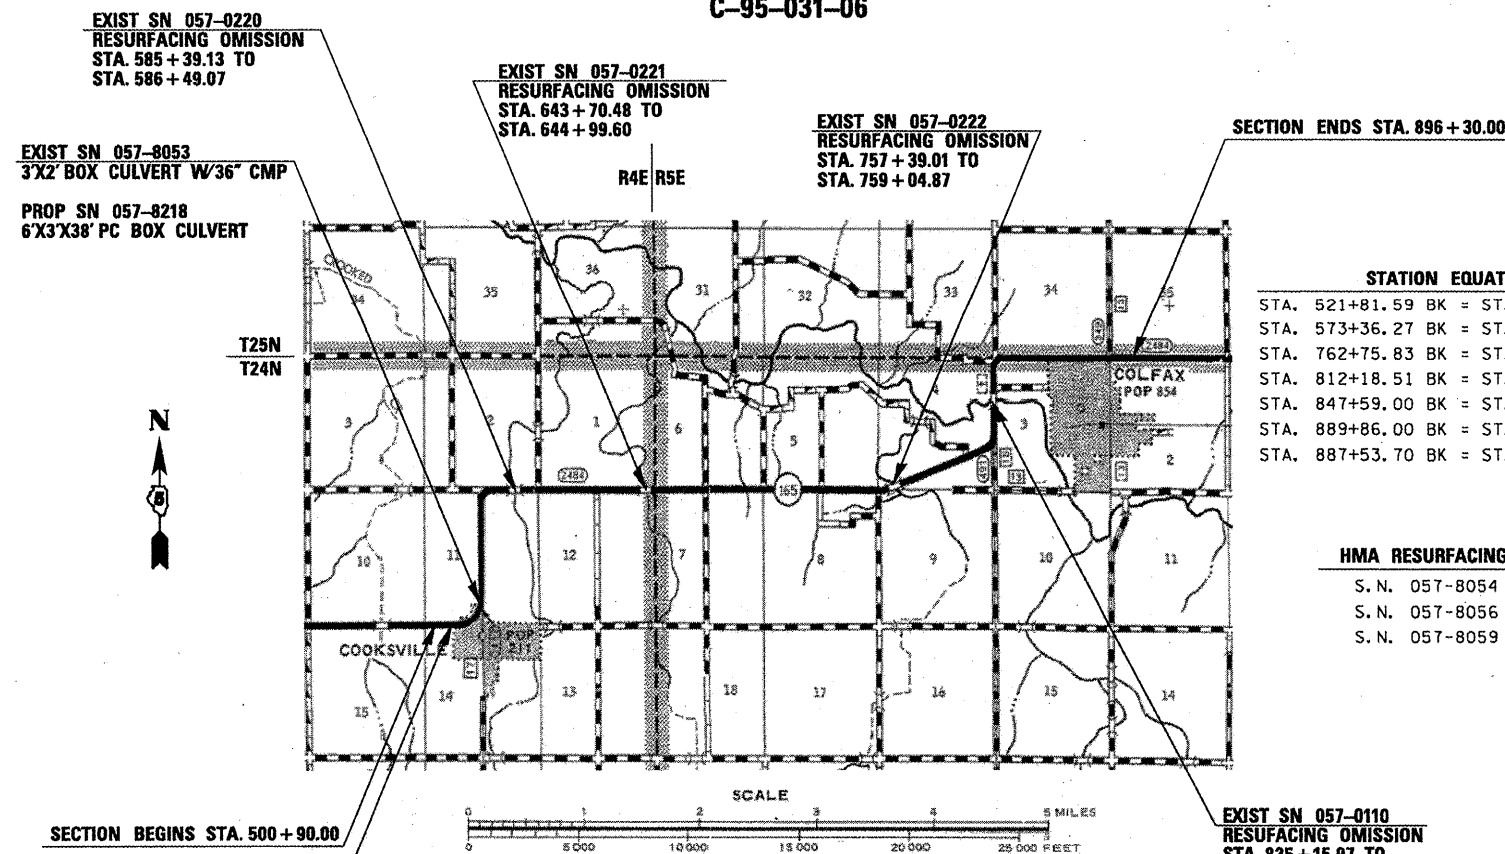 C-95-031-06
EXIST SN 057-0220
RESURFACING OMISSION
STA. 585+39.13 TO
STA. 586+49.07
EXIST SN 057-0221
RESURFACING OMISSION
STA. 643+70.48 TO
STA. 644+99.60
EXIST SN 057-0222
RESURFACING OMISSION
STA. 757+39.01 TO
STA. 759+04.87
SECTION ENDS STA. 896+30.00
EXIST SN 057-8053
3'X2' BOX CULVERT W/36" CMP
PROP SN 057-8218
6'X3'X38' PC BOX CULVERT
R4E R5E
STATION EQUAT
STA. 521+81.59 BK = ST
STA. 573+36.27 BK = ST
STA. 762+75.83 BK = ST
STA. 812+18.51 BK = ST
STA. 847+59.00 BK = ST
STA. 889+86.00 BK = ST
STA. 887+53.70 BK = ST
CROOKED
34 35 36 31 32 33 34
T25N
T24N
2484
COLFAX
POP 854
N
5
3 2 1 6 5 4 3 2
2484
165
10 11 12 7 8 9 10 11
HMA RESURFACING
S.N. 057-8054
S.N. 057-8056
S.N. 057-8059
COOKSVILLE
POP
211
15 14 13 18 17 16 15 14
SCALE
0 1 2 3 4 5 MILES
0 5000 10000 15000 20000 25000 FEET
SECTION BEGINS STA. 500+90.00
EXIST SN 057-0110
RESUFACING OMISSION
STA. 825+15.97 TO